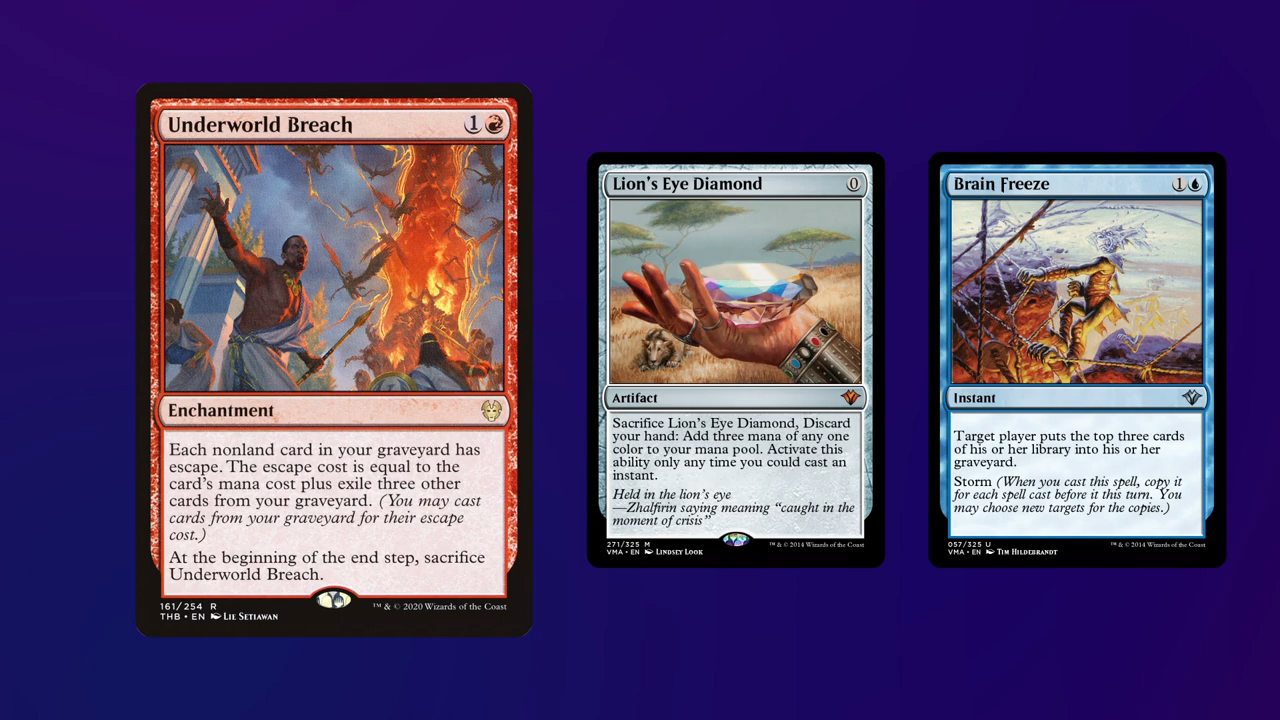 Underworld Breach 1
Enchantment
Each nonland card in your graveyard has
escape. The escape cost is equal to the
card's mana cost plus exile three other
cards from your graveyard. (You may cast
cards from your graveyard for their escape
cost.)
At the beginning of the end step, sacrifice
Underworld Breach.
161/254 R
THB • EN LIE SETIAWAN
™ & © 2020 Wizards of the Coast
Lion's Eye Diamond 0
Artifact
Sacrifice Lion's Eye Diamond, Discard
your hand: Add three mana of any one
color to your mana pool. Activate this
ability only any time you could cast an
instant.
Held in the lion's eye
—Zhalfirin saying meaning "caught in the
moment of crisis"
271/325 M
VMA • EN LINDSEY LOOK
™ & © 2014 Wizards of the Coast
Brain Freeze 1
Instant
Target player puts the top three cards
of his or her library into his or her
graveyard.
Storm (When you cast this spell, copy it
for each spell cast before it this turn. You
may choose new targets for the copies.)
057/325 U
VMA • EN TIM HILDEBRANDT
™ & © 2014 Wizards of the Coast